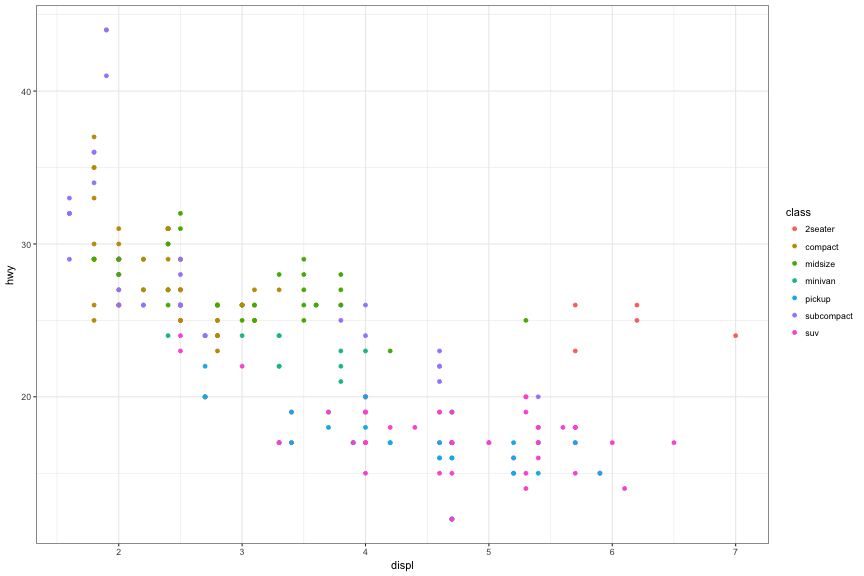 40
30
20
hwy
2 3 4 5 6 7
displ
class
2seater
compact
midsize
minivan
pickup
subcompact
suv